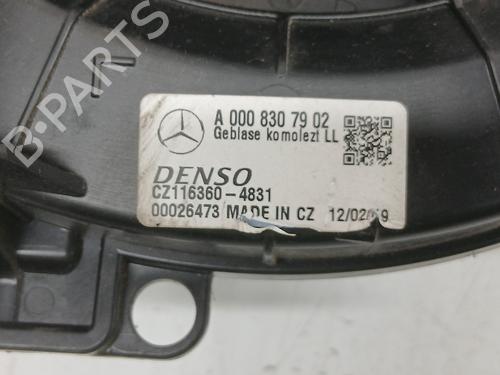 B-PARTS
A 000 830 79 02
Geblase komolezt LL
DENSO
CZ116360-4831
00026473 MADE IN CZ 12/02/19